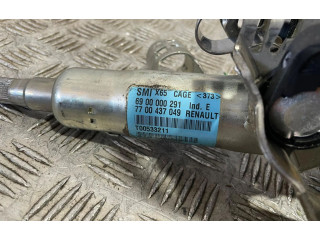 SMI X65 CAGE <373>
69 00 000 291 Ind. E
77 00 437 049 RENAULT
T00533211